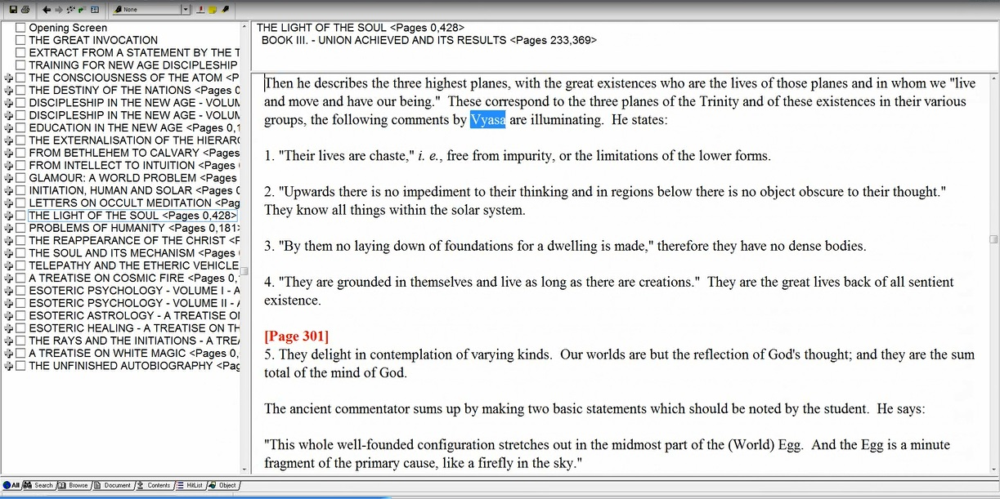 None
Opening Screen
THE GREAT INVOCATION
EXTRACT FROM A STATEMENT BY THE T
TRAINING FOR NEW AGE DISCIPLESHIP
THE CONSCIOUSNESS OF THE ATOM <P
THE DESTINY OF THE NATIONS <Pages 0
DISCIPLESHIP IN THE NEW AGE - VOLUM
DISCIPLESHIP IN THE NEW AGE - VOLUM
EDUCATION IN THE NEW AGE <Pages 0,1
THE EXTERNALISATION OF THE HIERARC
FROM BETHLEHEM TO CALVARY <Pages
FROM INTELLECT TO INTUITION <Pages
GLAMOUR: A WORLD PROBLEM <Pages
INITIATION, HUMAN AND SOLAR <Pages 0
LETTERS ON OCCULT MEDITATION <Pag
THE LIGHT OF THE SOUL <Pages 0,428>
PROBLEMS OF HUMANITY <Pages 0,181>
THE REAPPEARANCE OF THE CHRIST <P
THE SOUL AND ITS MECHANISM <Pages
TELEPATHY AND THE ETHERIC VEHICLE
A TREATISE ON COSMIC FIRE <Pages 0,
ESOTERIC PSYCHOLOGY - VOLUME I - A
ESOTERIC PSYCHOLOGY - VOLUME II - A
ESOTERIC ASTROLOGY - A TREATISE O
ESOTERIC HEALING - A TREATISE ON TH
THE RAYS AND THE INITIATIONS - A TREA
A TREATISE ON WHITE MAGIC <Pages 0,
THE UNFINISHED AUTOBIOGRAPHY <Pag
THE LIGHT OF THE SOUL <Pages 0,428>
BOOK III. - UNION ACHIEVED AND ITS RESULTS <Pages 233,369>
Then he describes the three highest planes, with the great existences who are the lives of those planes and in whom we "live
and move and have our being." These correspond to the three planes of the Trinity and of these existences in their various
groups, the following comments by Vyasa are illuminating. He states:
1. "Their lives are chaste," i. e., free from impurity, or the limitations of the lower forms.
2. "Upwards there is no impediment to their thinking and in regions below there is no object obscure to their thought."
They know all things within the solar system.
3. "By them no laying down of foundations for a dwelling is made," therefore they have no dense bodies.
4. "They are grounded in themselves and live as long as there are creations." They are the great lives back of all sentient
existence.
[Page 301]
5. They delight in contemplation of varying kinds. Our worlds are but the reflection of God's thought; and they are the sum
total of the mind of God.
The ancient commentator sums up by making two basic statements which should be noted by the student. He says:
"This whole well-founded configuration stretches out in the midmost part of the (World) Egg. And the Egg is a minute
fragment of the primary cause, like a firefly in the sky."
All Search Browse Document Contents HitList Object